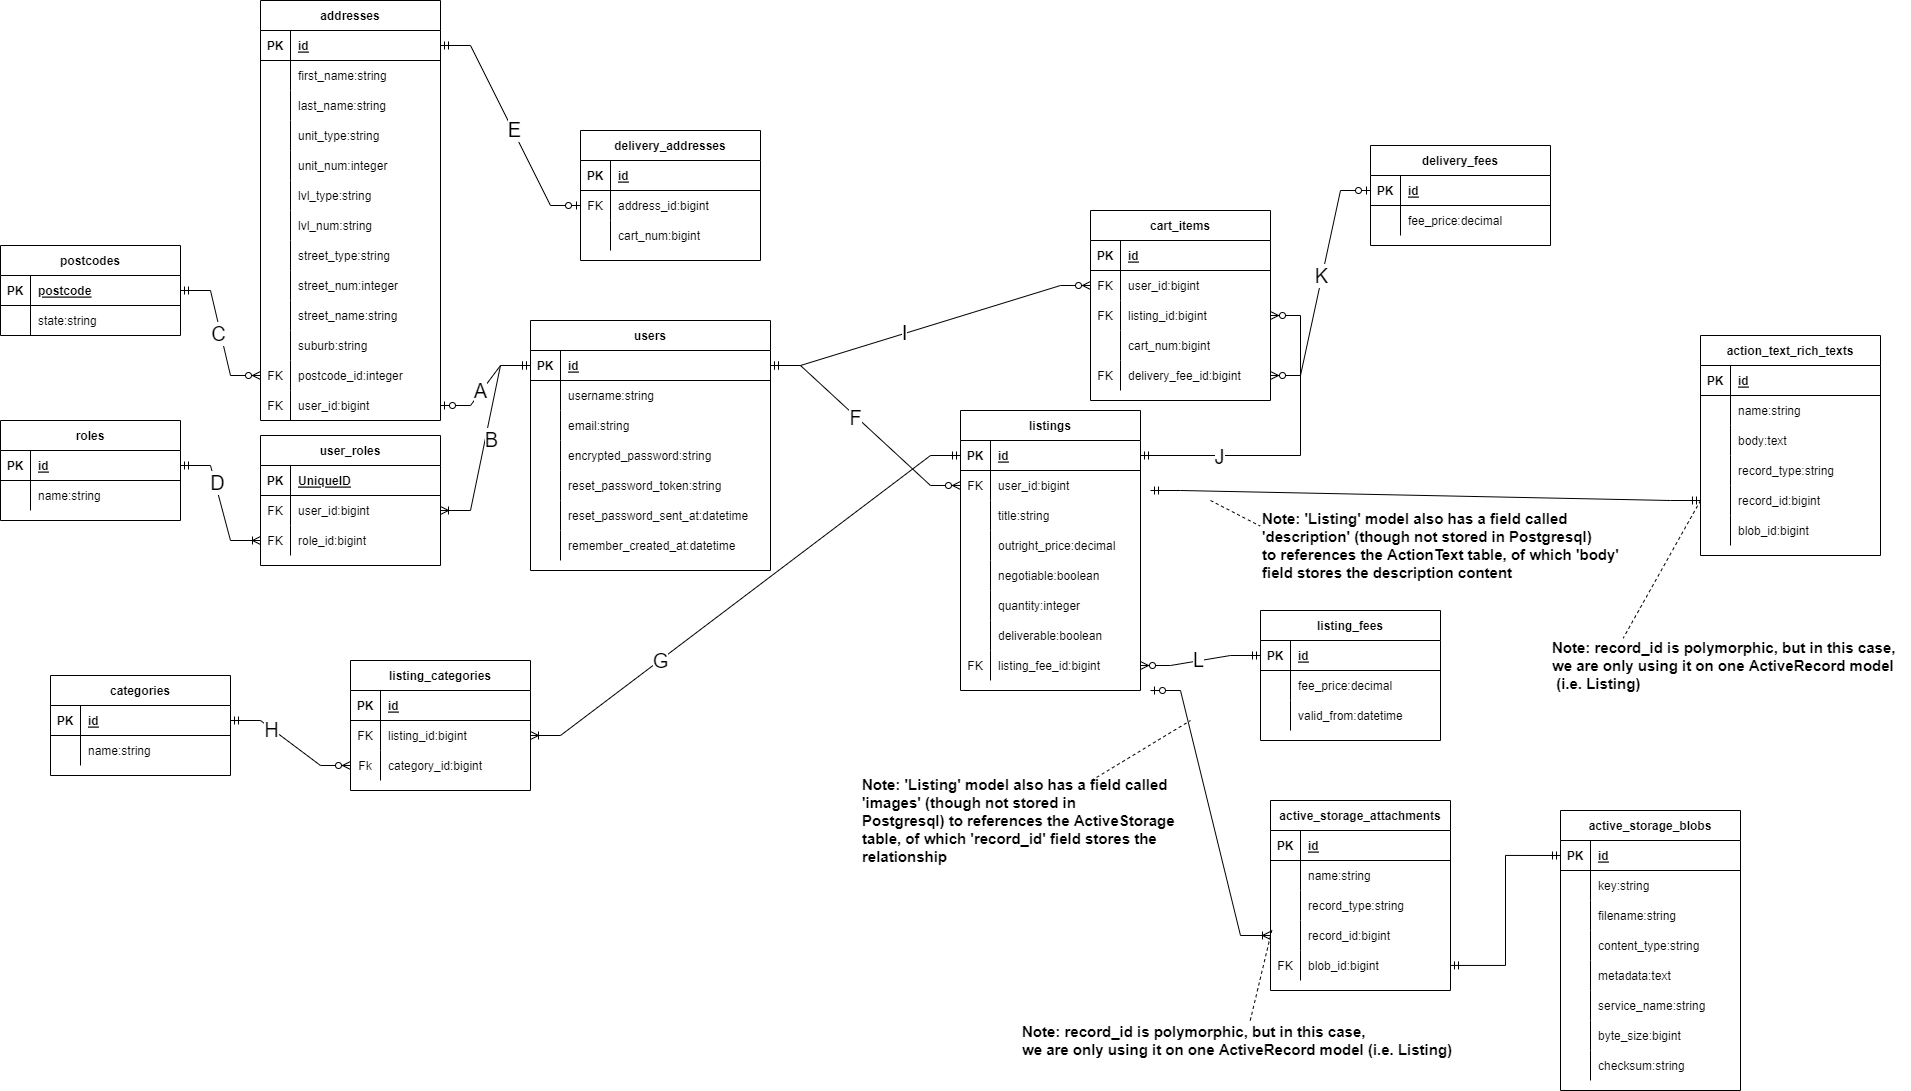 addresses
PK id
first_name:string
last_name:string
unit_type:string
unit_num:integer
lvl_type:string
lvl_num:string
street_type:string
street_num:integer
street_name:string
suburb:string
FK postcode_id:integer
FK user_id:bigint
E
delivery_addresses
PK id
FK address_id:bigint
cart_num:bigint
delivery_fees
PK id
fee_price:decimal
K
cart_items
PK id
FK user_id:bigint
FK listing_id:bigint
cart_num:bigint
FK delivery_fee_id:bigint
I
postcodes
PK postcode
state:string
C
users
PK id
username:string
email:string
encrypted_password:string
reset_password_token:string
reset_password_sent_at:datetime
remember_created_at:datetime
A
B
F
roles
PK id
name:string
D
user_roles
PK UniqueID
FK user_id:bigint
FK role_id:bigint
listings
PK id
FK user_id:bigint
title:string
outright_price:decimal
negotiable:boolean
quantity:integer
deliverable:boolean
FK listing_fee_id:bigint
J
action_text_rich_texts
PK id
name:string
body:text
record_type:string
record_id:bigint
blob_id:bigint
Note: 'Listing' model also has a field called
'description' (though not stored in Postgresql)
to references the ActionText table, of which 'body'
field stores the description content
Note: record_id is polymorphic, but in this case,
we are only using it on one ActiveRecord model
(i.e. Listing)
listing_fees
PK id
fee_price:decimal
valid_from:datetime
L
G
categories
PK id
name:string
H
listing_categories
PK id
FK listing_id:bigint
Fk category_id:bigint
Note: 'Listing' model also has a field called
'images' (though not stored in
Postgresql) to references the ActiveStorage
table, of which 'record_id' field stores the
relationship
active_storage_attachments
PK id
name:string
record_type:string
record_id:bigint
FK blob_id:bigint
active_storage_blobs
PK id
key:string
filename:string
content_type:string
metadata:text
service_name:string
byte_size:bigint
checksum:string
Note: record_id is polymorphic, but in this case,
we are only using it on one ActiveRecord model (i.e. Listing)